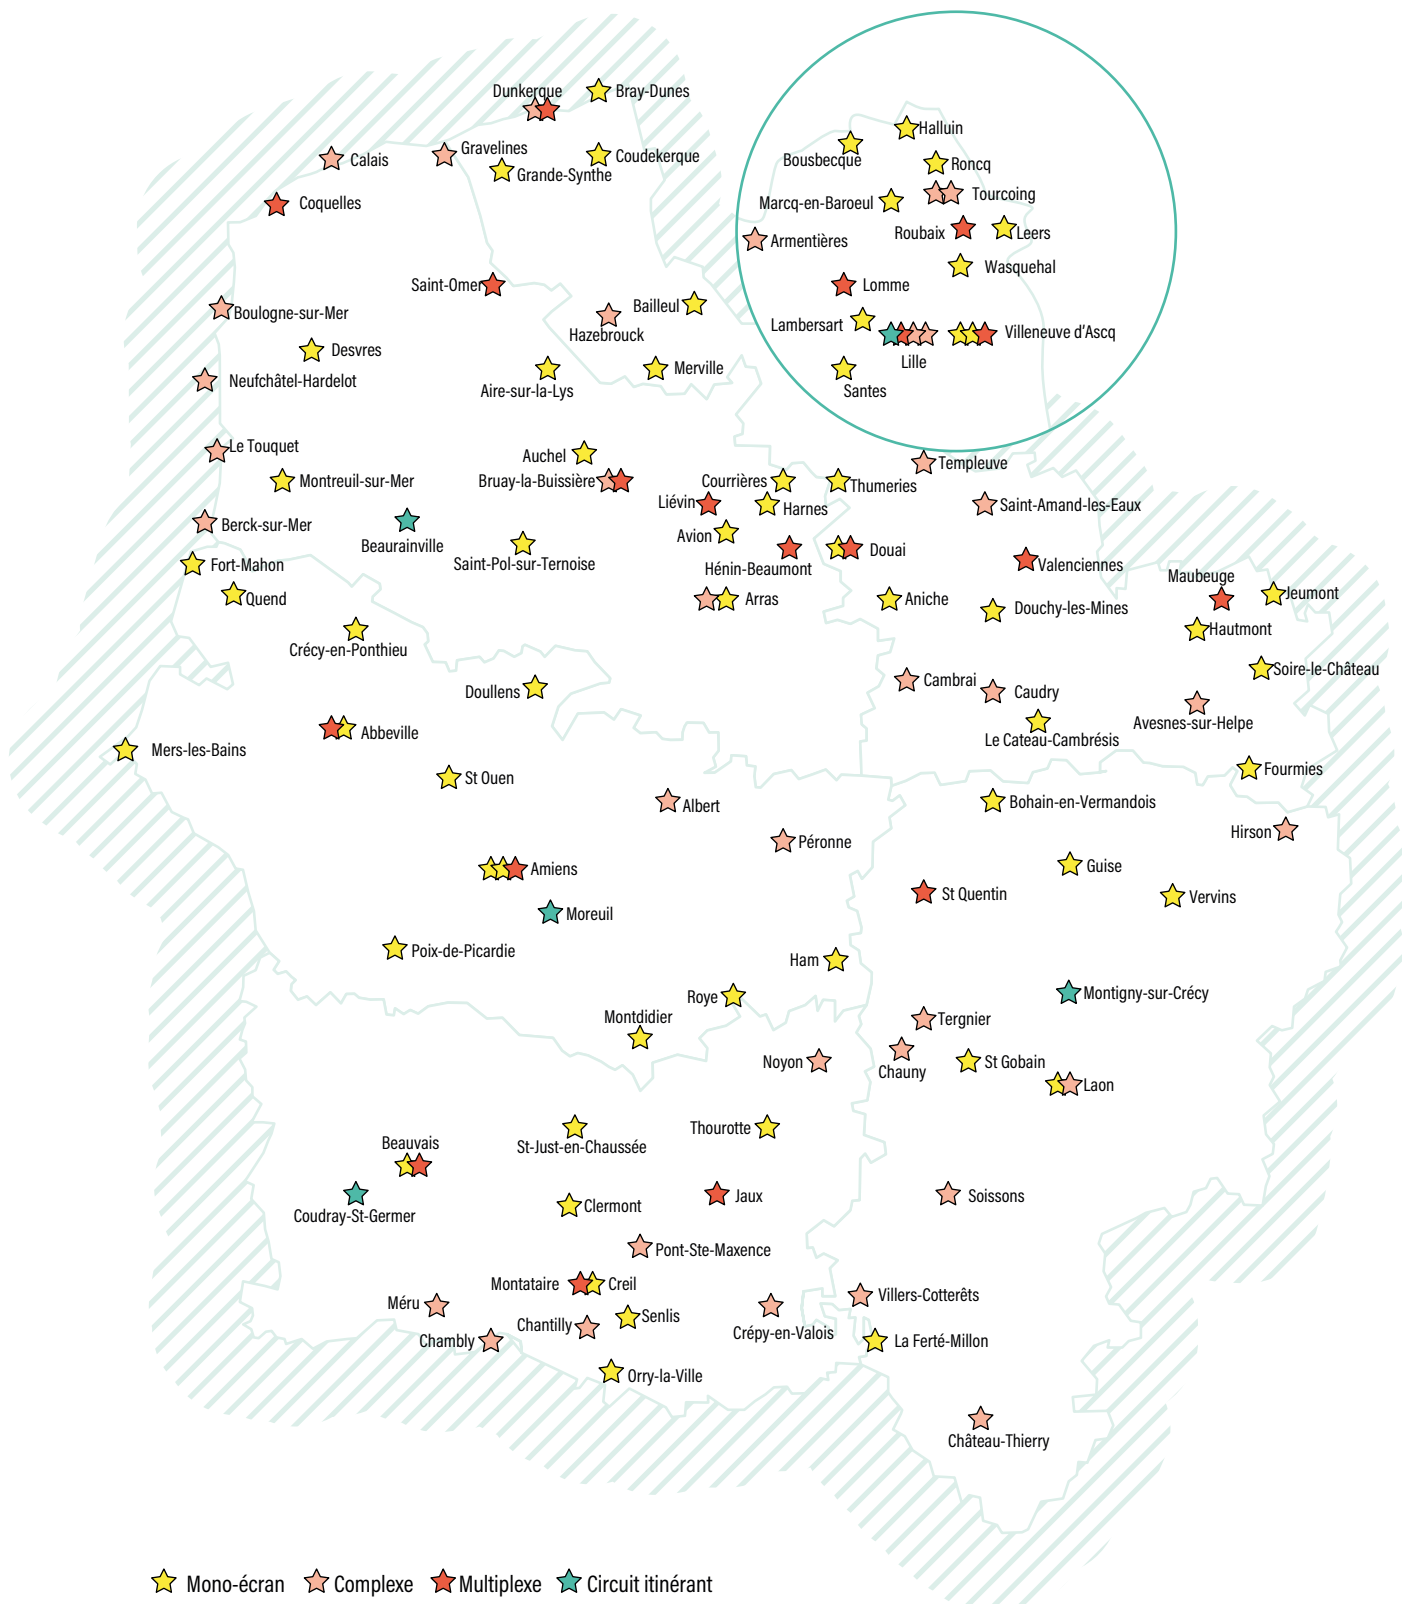 Dunkerque
Bray-Dunes
Halluin
Calais
Gravelines
Coudekerque
Bousbecque
Roncq
Grande-Synthe
Tourcoing
Coquelles
Marcq-en-Baroeul
Roubaix
Leers
Armentières
Wasquehal
Saint-Omer
Lomme
Bailleul
Boulogne-sur-Mer
Lambersart
Hazebrouck
Villeneuve d'Ascq
Desvres
Lille
Merville
Neufchâtel-Hardelot
Aire-sur-la-Lys
Santes
Le Touquet
Auchel
Templeuve
Montreuil-sur-Mer
Bruay-la-Buissière
Courrières
Thumeries
Liévin
Harnes
Saint-Amand-les-Eaux
Berck-sur-Mer
Avion
Beaurainville
Douai
Fort-Mahon
Saint-Pol-sur-Ternoise
Hénin-Beaumont
Valenciennes
Maubeuge
Quend
Arras
Aniche
Jeumont
Douchy-les-Mines
Hautmont
Crécy-en-Ponthieu
Soire-le-Château
Cambrai
Doullens
Caudry
Avesnes-sur-Helpe
Abbeville
Le Cateau-Cambrésis
Mers-les-Bains
Fourmies
St Ouen
Albert
Bohain-en-Vermandois
Hirson
Péronne
Amiens
Guise
St Quentin
Vervins
Moreuil
Poix-de-Picardie
Ham
Roye
Montigny-sur-Crécy
Montdidier
Tergnier
Noyon
Chauny
St Gobain
Laon
Thourotte
Beauvais
St-Just-en-Chaussée
Jaux
Soissons
Clermont
Coudray-St-Germer
Pont-Ste-Maxence
Montataire
Creil
Villers-Cotterêts
Méru
Senlis
Chantilly
Crépy-en-Valois
Chambly
La Ferté-Millon
Orry-la-Ville
Château-Thierry
Mono-écran Complexe Multiplexe Circuit itinérant